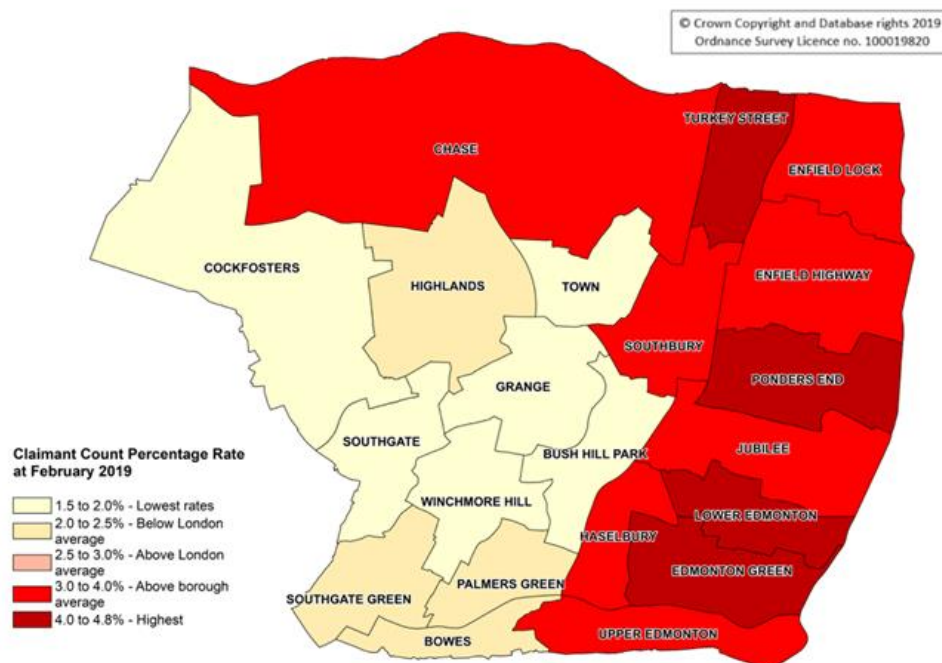 © Crown Copyright and Database rights 2019
Ordnance Survey Licence no. 100019820
TURKEY STREET
CHASE
ENFIELD LOCK
COCKFOSTERS
HIGHLANDS
TOWN
ENFIELD HIGHWAY
SOUTHBURY
PONDERS END
GRANGE
SOUTHGATE
BUSH HILL PARK
JUBILEE
WINCHMORE HILL
LOWER EDMONTON
HASELBURY
EDMONTON GREEN
PALMERS GREEN
SOUTHGATE GREEN
UPPER EDMONTON
BOWES
Claimant Count Percentage Rate
at February 2019
1.5 to 2.0% - Lowest rates
2.0 to 2.5% - Below London
average
2.5 to 3.0% - Above London
average
3.0 to 4.0% - Above borough
average
4.0 to 4.8% - Highest